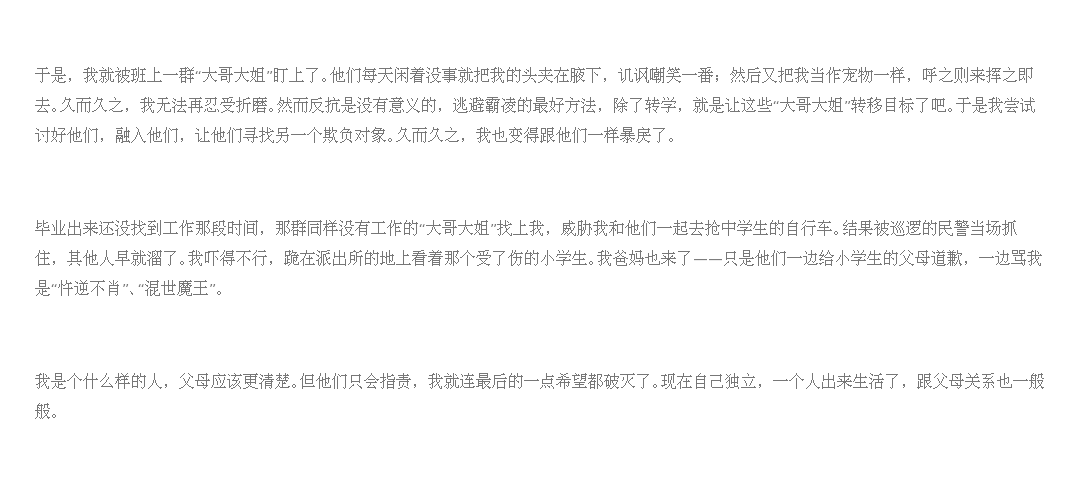 于是，我就被班上一群“大哥大姐”盯上了。他们每天闲着没事就把我的头夹在腋下，讥讽嘲笑一番；然后又把我当作宠物一样，呼之则来挥之即
去。久而久之，我无法再忍受折磨。然而反抗是没有意义的，逃避霸凌的最好方法，除了转学，就是让这些“大哥大姐”转移目标了吧。于是我尝试
讨好他们，融入他们，让他们寻找另一个欺负对象。久而久之，我也变得跟他们一样暴戾了。
毕业出来还没找到工作那段时间，那群同样没有工作的“大哥大姐”找上我，威胁我和他们一起去抢中学生的自行车。结果被巡逻的民警当场抓
住，其他人早就溜了。我吓得不行，跪在派出所的地上看着那个受了伤的小学生。我爸妈也来了——只是他们一边给小学生的父母道歉，一边骂我
是“忤逆不肖”、“混世魔王”。
我是个什么样的人，父母应该更清楚。但他们只会指责，我就连最后的一点希望都破灭了。现在自己独立，一个人出来生活了，跟父母关系也一般
般。